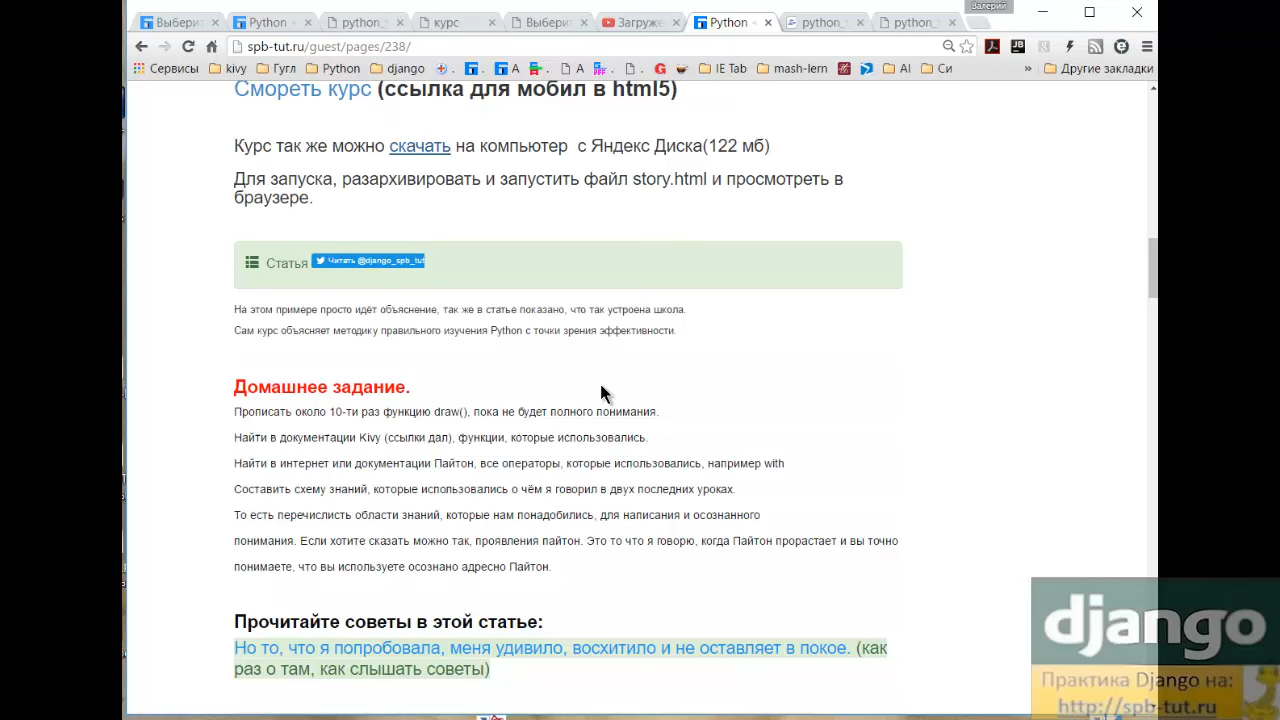 Валерий
Выберит
Python
python_
курс
Выберит
Загруже
Python
python_
python_
spb-tut.ru/guest/pages/238/
Сервисы kivy Гугл Python django . . A . A . IE Tab mash-lern AI Си » Другие закладки
Смореть курс (ссылка для мобил в html5)
Курс так же можно скачать на компьютер с Яндекс Диска(122 мб)
Для запуска, разархивировать и запустить файл story.html и просмотреть в
браузере.
Статья Читать @django_spb_tut
На этом примере просто идёт объяснение, так же в статье показано, что так устроена школа.
Сам курс объясняет методику правильного изучения Python с точки зрения эффективности.
Домашнее задание.
Прописать около 10-ти раз функцию draw(), пока не будет полного понимания.
Найти в документации Kivy (ссылки дал), функции, которые использовались.
Найти в интернет или документации Пайтон, все операторы, которые использовались, например with
Составить схему знаний, которые использовались о чём я говорил в двух последних уроках.
То есть перечислисть области знаний, которые нам понадобились, для написания и осознанного
понимания. Если хотите сказать можно так, проявления пайтон. Это то что я говорю, когда Пайтон прорастает и вы точно
понимаете, что вы используете осознано адресно Пайтон.
Прочитайте советы в этой статье:
Но то, что я попробовала, меня удивило, восхитило и не оставляет в покое. (как
раз о там, как слышать советы)
django
Практика Django на:
http://spb-tut.ru